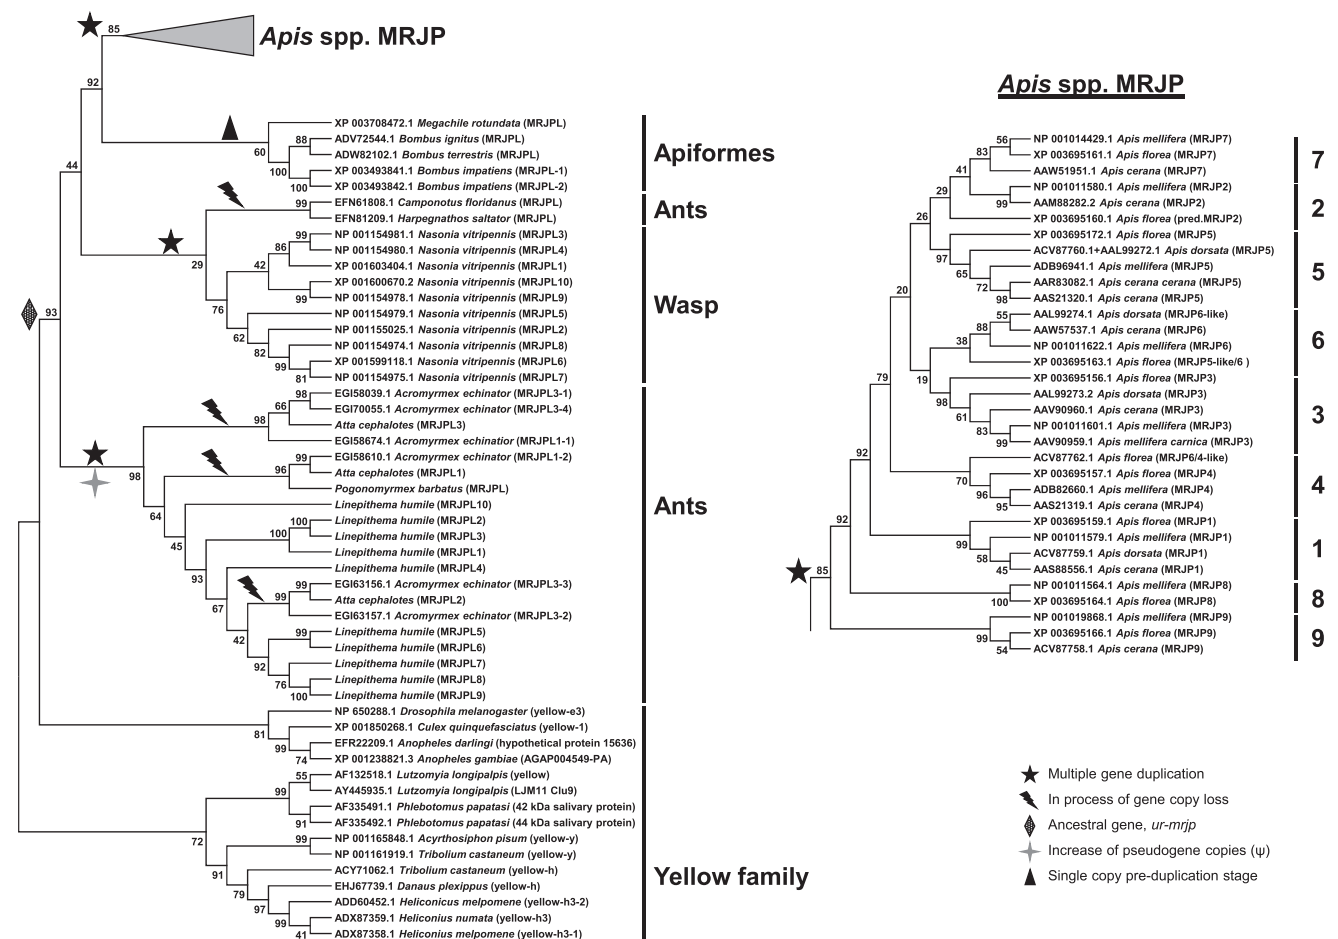 85
Apis spp. MRJP
92
XP 003708472.1 Megachile rotundata (MRJPL)
88 ADV72544.1 Bombus ignitus (MRJPL)
60 ADW82102.1 Bombus terrestris (MRJPL)
Apiformes
100 XP 003493841.1 Bombus impatiens (MRJPL-1)
44
100 XP 003493842.1 Bombus impatiens (MRJPL-2)
99 EFN61808.1 Camponotus floridanus (MRJPL)
Ants
EFN81209.1 Harpegnathos saltator (MRJPL)
99 NP 001154981.1 Nasonia vitripennis (MRJPL3)
86 NP 001154980.1 Nasonia vitripennis (MRJPL4)
29 42 XP 001603404.1 Nasonia vitripennis (MRJPL1)
XP 001600670.2 Nasonia vitripennis (MRJPL10)
99 NP 001154978.1 Nasonia vitripennis (MRJPL9)
Wasp
93 76 NP 001154979.1 Nasonia vitripennis (MRJPL5)
62 NP 001155025.1 Nasonia vitripennis (MRJPL2)
82 NP 001154974.1 Nasonia vitripennis (MRJPL8)
99 XP 001599118.1 Nasonia vitripennis (MRJPL6)
81 NP 001154975.1 Nasonia vitripennis (MRJPL7)
98 EGI58039.1 Acromyrmex echinator (MRJPL3-1)
66 EGI70055.1 Acromyrmex echinator (MRJPL3-4)
98 Atta cephalotes (MRJPL3)
EGI58674.1 Acromyrmex echinatior (MRJPL1-1)
99 EGI58610.1 Acromyrmex echinator (MRJPL1-2)
98 96 Atta cephalotes (MRJPL1)
Pogonomyrmex barbatus (MRJPL)
64 Linepithema humile (MRJPL10)
Ants
100 Linepithema humile (MRJPL2)
45 100 Linepithema humile (MRJPL3)
Linepithema humile (MRJPL1)
93 Linepithema humile (MRJPL4)
99 EGI63156.1 Acromyrmex echinator (MRJPL3-3)
67 99 Atta cephalotes (MRJPL2)
EGI63157.1 Acromyrmex echinator (MRJPL3-2)
42 99 Linepithema humile (MRJPL5)
Linepithema humile (MRJPL6)
92 Linepithema humile (MRJPL7)
76 Linepithema humile (MRJPL8)
100 Linepithema humile (MRJPL9)
NP 650288.1 Drosophila melanogaster (yellow-e3)
81 XP 001850268.1 Culex quinquefasciatus (yellow-1)
99 EFR22209.1 Anopheles darlingi (hypothetical protein 15636)
74 XP 001238821.3 Anopheles gambiae (AGAP004549-PA)
55 AF132518.1 Lutzomyia longipalpis (yellow)
99 AY445935.1 Lutzomyia longipalpis (LJM11 Clu9)
AF335491.1 Phlebotomus papatasi (42 kDa salivary protein)
91 AF335492.1 Phlebotomus papatasi (44 kDa salivary protein)
72 99 NP 001165848.1 Acyrthosiphon pisum (yellow-y)
NP 001161919.1 Tribolium castaneum (yellow-y)
91 ACY71062.1 Tribolium castaneum (yellow-h)
Yellow family
79 EHJ67739.1 Danaus plexippus (yellow-h)
97 ADD60452.1 Heliconius melpomene (yellow-h3-2)
99 ADX87359.1 Heliconius numata (yellow-h3)
41 ADX87358.1 Heliconius melpomene (yellow-h3-1)
Apis spp. MRJP
56 NP 001014429.1 Apis mellifera (MRJP7)
83 XP 003695161.1 Apis florea (MRJP7)
7
41 AAW51951.1 Apis cerana (MRJP7)
29 NP 001011580.1 Apis mellifera (MRJP2)
99 AAM88282.2 Apis cerana (MRJP2)
2
26 XP 003695160.1 Apis florea (pred.MRJP2)
XP 003695172.1 Apis florea (MRJP5)
97 ACV87760.1+AAL99272.1 Apis dorsata (MRJP5)
65 ADB96941.1 Apis mellifera (MRJP5)
5
72 AAR83082.1 Apis cerana cerana (MRJP5)
20 98 AAS21320.1 Apis cerana (MRJP5)
55 AAL99274.1 Apis dorsata (MRJP6-like)
88 AAW57537.1 Apis cerana (MRJP6)
6
38 NP 001011622.1 Apis mellifera (MRJP6)
XP 003695163.1 Apis florea (MRJP5-like/6 )
79 19 XP 003695156.1 Apis florea (MRJP3)
98 AAL99273.2 Apis dorsata (MRJP3)
61 AAV90960.1 Apis cerana (MRJP3)
3
83 NP 001011601.1 Apis mellifera (MRJP3)
99 AAV90959.1 Apis mellifera carnica (MRJP3)
92 ACV87762.1 Apis florea (MRJP6/4-like)
70 XP 003695157.1 Apis florea (MRJP4)
4
96 ADB82660.1 Apis mellifera (MRJP4)
95 AAS21319.1 Apis cerana (MRJP4)
92 XP 003695159.1 Apis florea (MRJP1)
99 NP 001011579.1 Apis mellifera (MRJP1)
1
58 ACV87759.1 Apis dorsata (MRJP1)
85 45 AAS88556.1 Apis cerana (MRJP1)
NP 001011564.1 Apis mellifera (MRJP8)
8
100 XP 003695164.1 Apis florea (MRJP8)
NP 001019868.1 Apis mellifera (MRJP9)
99 XP 003695166.1 Apis florea (MRJP9)
9
54 ACV87758.1 Apis cerana (MRJP9)
Multiple gene duplication
In process of gene copy loss
Ancestral gene, ur-mrjp
Increase of pseudogene copies (ψ)
Single copy pre-duplication stage